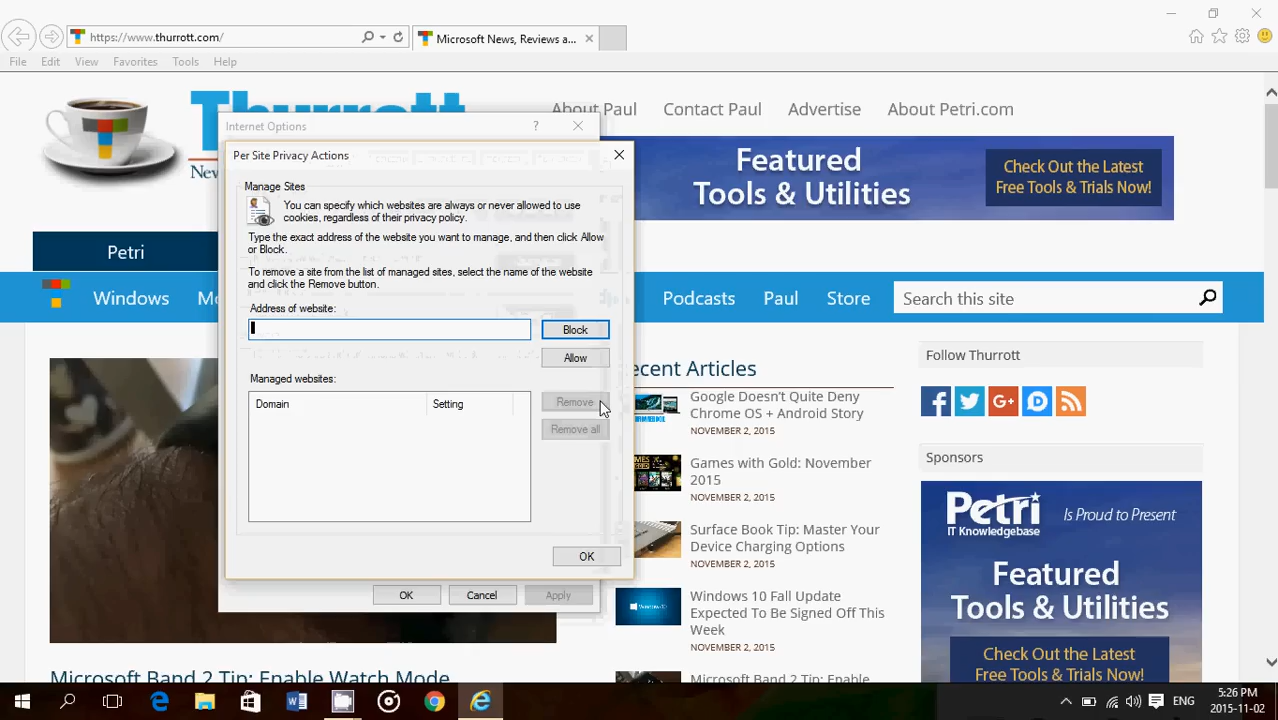 https://www.thurrott.com/
Microsoft News, Reviews a...
File Edit View Favorites Tools Help
Thurrott
About Paul Contact Paul Advertise About Petri.com
Internet Options
Per Site Privacy Actions
Manage Sites
You can specify which websites are always or never allowed to use
cookies, regardless of their privacy policy.
Type the exact address of the website you want to manage, and then click Allow
or Block.
To remove a site from the list of managed sites, select the name of the website
and click the Remove button.
Address of website:
Block
Allow
Managed websites:
Domain Setting
Remove
Remove all
OK
OK Cancel Apply
Featured
Tools & Utilities
Check Out the Latest
Free Tools & Trials Now!
Petri
Windows Podcasts Paul Store Search this site
Recent Articles
Google Doesn't Quite Deny
Chrome OS + Android Story
NOVEMBER 2, 2015
Games with Gold: November
2015
NOVEMBER 2, 2015
Surface Book Tip: Master Your
Device Charging Options
NOVEMBER 2, 2015
Windows 10 Fall Update
Expected To Be Signed Off This
Week
NOVEMBER 2, 2015
Microsoft Band 2 Tip: Enable
Follow Thurrott
Sponsors
Petri
IT Knowledgebase
Is Proud to Present
Featured
Tools & Utilities
Check Out the Latest
Free Tools & Trials Now!
Microsoft Band 2 Tip: Enable Watch Mode
ENG
5:26 PM
2015-11-02